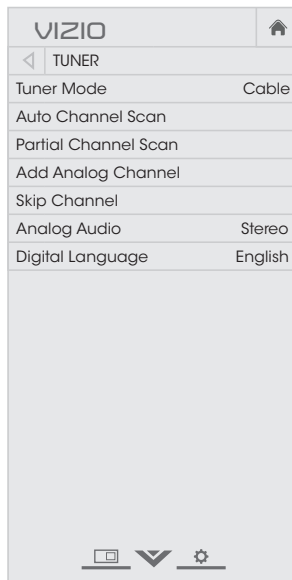 VIZIO
TUNER
Tuner Mode Cable
Auto Channel Scan
Partial Channel Scan
Add Analog Channel
Skip Channel
Analog Audio Stereo
Digital Language English